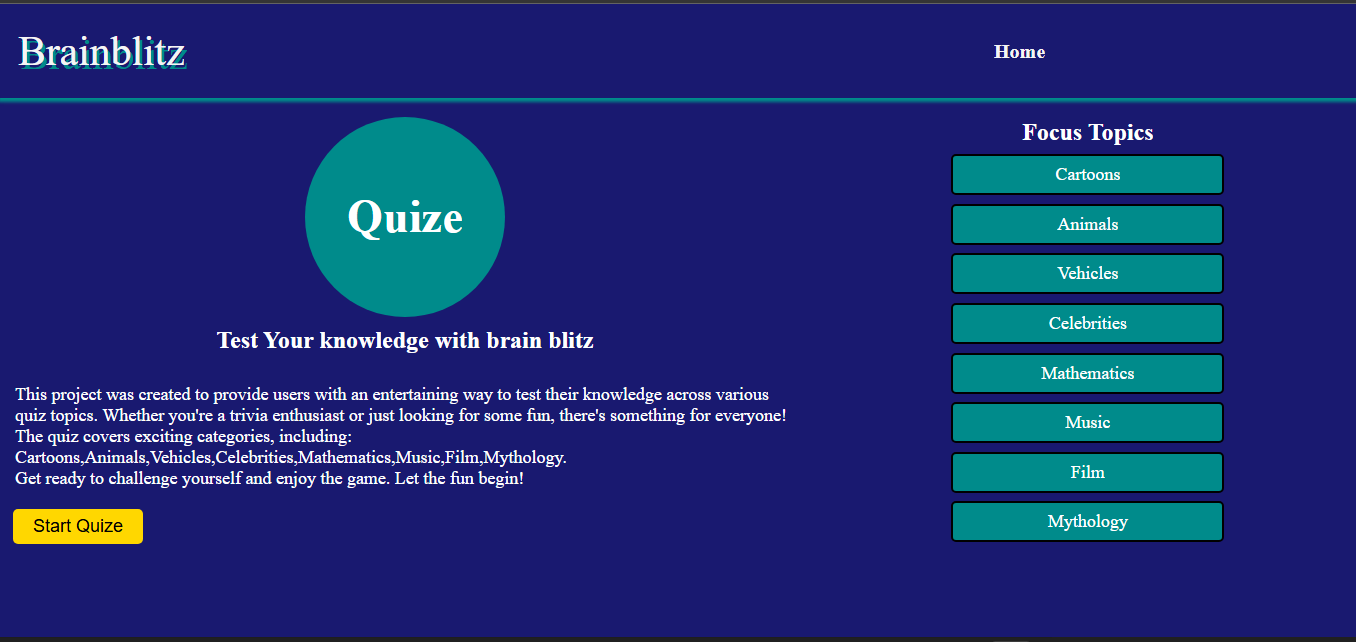 Brainblitz
Home
Quize
Test Your knowledge with brain blitz
This project was created to provide users with an entertaining way to test their knowledge across various
quiz topics. Whether you're a trivia enthusiast or just looking for some fun, there's something for everyone!
The quiz covers exciting categories, including:
Cartoons,Animals,Vehicles,Celebrities,Mathematics,Music,Film,Mythology.
Get ready to challenge yourself and enjoy the game. Let the fun begin!
Start Quize
Focus Topics
Cartoons
Animals
Vehicles
Celebrities
Mathematics
Music
Film
Mythology